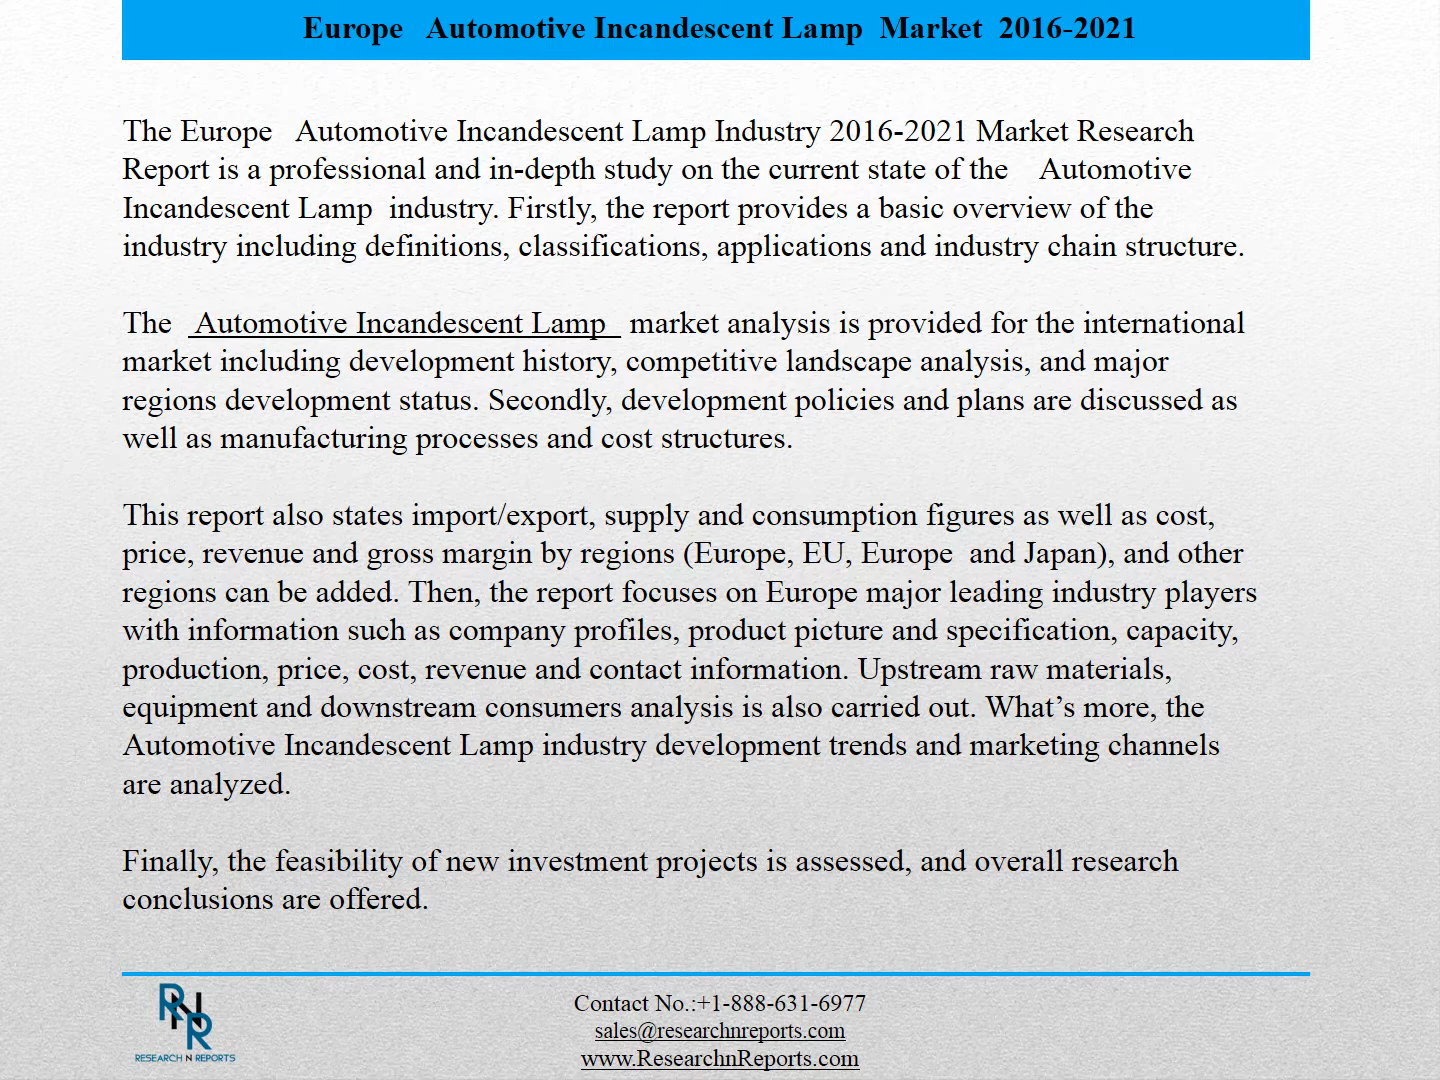 Europe Automotive Incandescent Lamp Market 2016-2021
The Europe Automotive Incandescent Lamp Industry 2016-2021 Market Research
Report is a professional and in-depth study on the current state of the Automotive
Incandescent Lamp industry. Firstly, the report provides a basic overview of the
industry including definitions, classifications, applications and industry chain structure.
The Automotive Incandescent Lamp market analysis is provided for the international
market including development history, competitive landscape analysis, and major
regions development status. Secondly, development policies and plans are discussed as
well as manufacturing processes and cost structures.
This report also states import/export, supply and consumption figures as well as cost,
price, revenue and gross margin by regions (Europe, EU, Europe and Japan), and other
regions can be added. Then, the report focuses on Europe major leading industry players
with information such as company profiles, product picture and specification, capacity,
production, price, cost, revenue and contact information. Upstream raw materials,
equipment and downstream consumers analysis is also carried out. What’s more, the
Automotive Incandescent Lamp industry development trends and marketing channels
are analyzed.
Finally, the feasibility of new investment projects is assessed, and overall research
conclusions are offered.
RNR
RESEARCH N REPORTS
Contact No.:+1-888-631-6977
sales@researchnreports.com
www.ResearchnReports.com